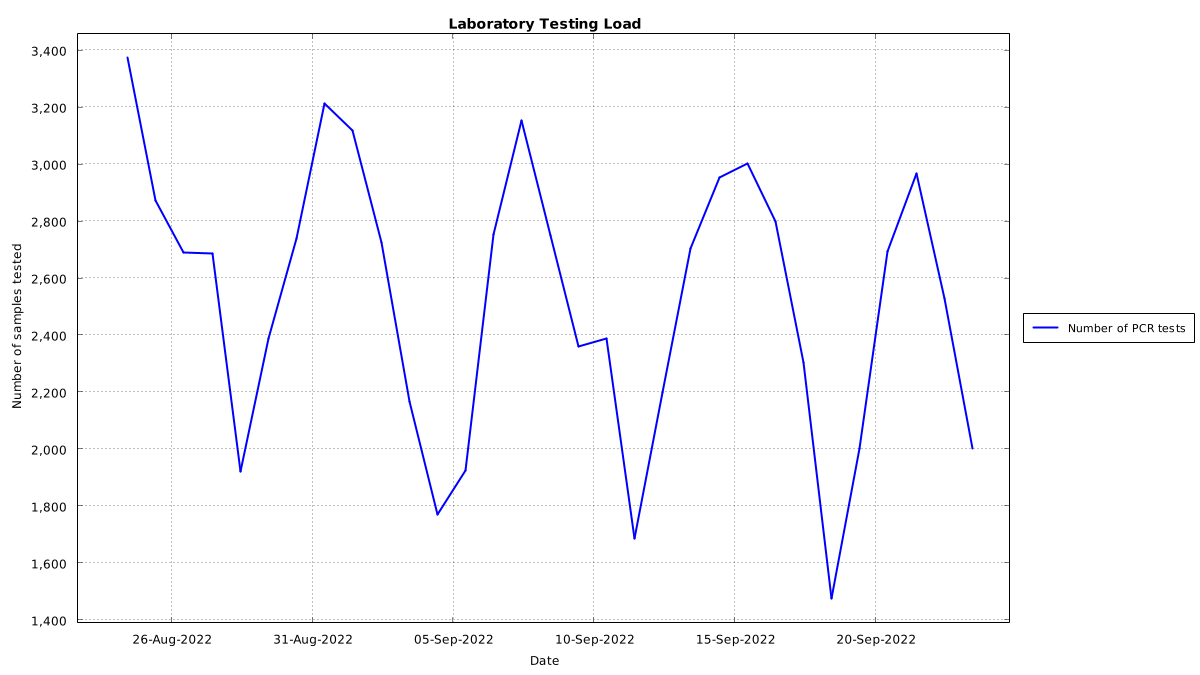 Laboratory Testing Load
3,400
3,200
3,000
2,800
2,600
2,400
2,200
2,000
1,800
1,600
1,400
Number of samples tested
26-Aug-2022 31-Aug-2022 05-Sep-2022 10-Sep-2022 15-Sep-2022 20-Sep-2022
Date
Number of PCR tests